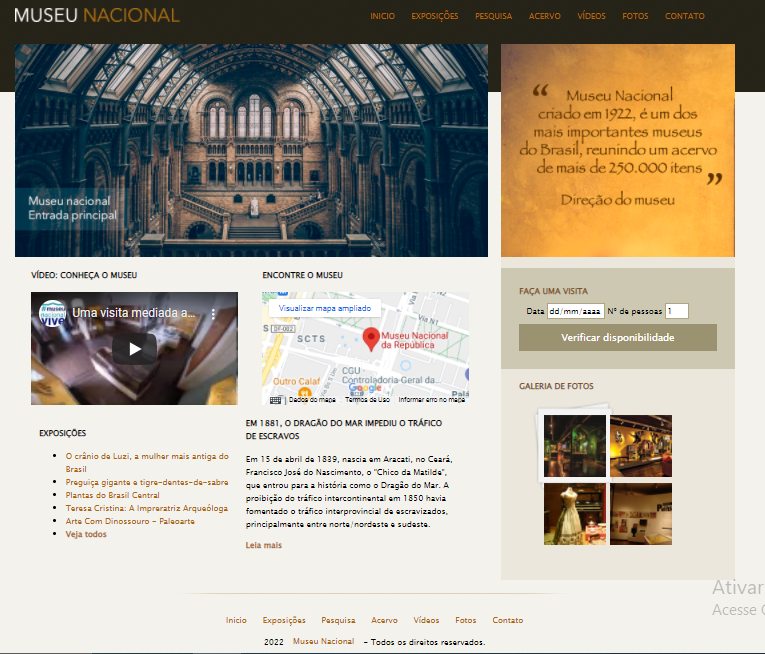 MUSEU NACIONAL
INICIO EXPOSIÇÕES PESQUISA ACERVO VÍDEOS FOTOS CONTATO
Museu nacional
Entrada principal
“ Museu Nacional
criado em 1922, é um dos
mais importantes museus
do Brasil, reunindo um acervo
de mais de 250.000 itens ”
Direção do museu
VÍDEO: CONHEÇA O MUSEU
museu
nacional
vive
Uma visita mediada a...
ENCONTRE O MUSEU
Visualizar mapa ampliado
Via N1
DF-002
SCTS
Museu Nacional
da República
CGU
Controladoria-Geral da...
Outro Calaf
Google
Dados do mapa Termos de Uso Informar erro no mapa
FAÇA UMA VISITA
Data dd/mm/aaaa Nº de pessoas 1
Verificar disponibilidade
GALERIA DE FOTOS
EXPOSIÇÕES
O crânio de Luzi, a mulher mais antiga do
Brasil
Preguiça gigante e tigre-dentes-de-sabre
Plantas do Brasil Central
Teresa Cristina: A Imperatriz Arqueóloga
Arte Com Dinossouro - Paleoarte
Veja todos
EM 1881, O DRAGÃO DO MAR IMPEDIU O TRÁFICO
DE ESCRAVOS
Em 15 de abril de 1839, nascia em Aracati, no Ceará,
Francisco José do Nascimento, o "Chico da Matilde",
que entrou para a história como o Dragão do Mar. A
proibição do tráfico intercontinental em 1850 havia
fomentado o tráfico interprovincial de escravizados,
principalmente entre norte/nordeste e sudeste.
Leia mais
Ativar
Acesse
Inicio Exposições Pesquisa Acervo Vídeos Fotos Contato
2022 Museu Nacional - Todos os direitos reservados.